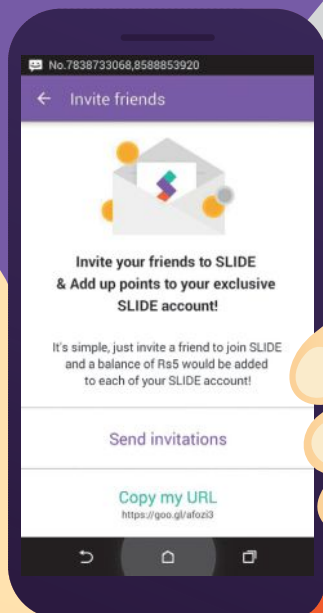 No.7838733068,8588853920
Invite friends
Invite your friends to SLIDE
& Add up points to your exclusive
SLIDE account!
It's simple, just invite a friend to join SLIDE
and a balance of Rs5 would be added
to each of your SLIDE account!
Send invitations
Copy my URL
https://goo.gl/afozi3